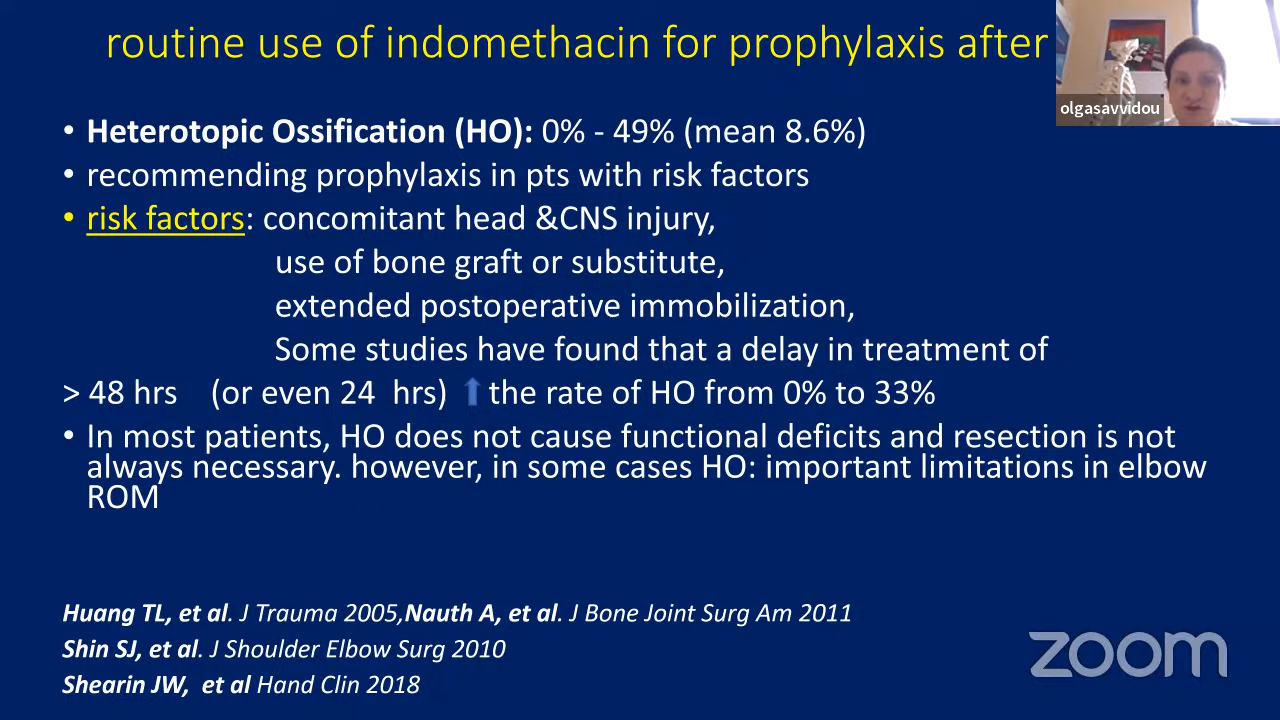 routine use of indomethacin for prophylaxis after
olgasavvidou
• Heterotopic Ossification (HO): 0% - 49% (mean 8.6%)
• recommending prophylaxis in pts with risk factors
• risk factors: concomitant head &CNS injury,
use of bone graft or substitute,
extended postoperative immobilization,
Some studies have found that a delay in treatment of
> 48 hrs (or even 24 hrs) ⬆ the rate of HO from 0% to 33%
• In most patients, HO does not cause functional deficits and resection is not
always necessary. however, in some cases HO: important limitations in elbow
ROM
Huang TL, et al. J Trauma 2005,Nauth A, et al. J Bone Joint Surg Am 2011
Shin SJ, et al. J Shoulder Elbow Surg 2010
Shearin JW, et al Hand Clin 2018
zoom